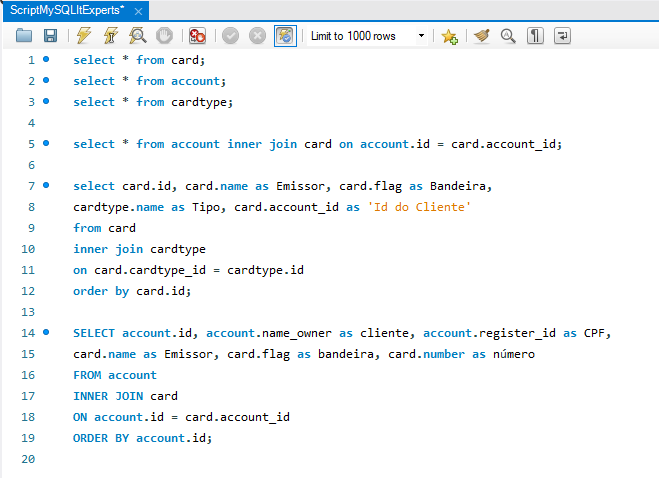 ScriptMySQLItExperts*
Limit to 1000 rows
1 select * from card;
2 select * from account;
3 select * from cardtype;
4
5 select * from account inner join card on account.id = card.account_id;
6
7 select card.id, card.name as Emissor, card.flag as Bandeira,
8 cardtype.name as Tipo, card.account_id as 'Id do Cliente'
9 from card
10 inner join cardtype
11 on card.cardtype_id = cardtype.id
12 order by card.id;
13
14 SELECT account.id, account.name_owner as cliente, account.register_id as CPF,
15 card.name as Emissor, card.flag as bandeira, card.number as número
16 FROM account
17 INNER JOIN card
18 ON account.id = card.account_id
19 ORDER BY account.id;
20